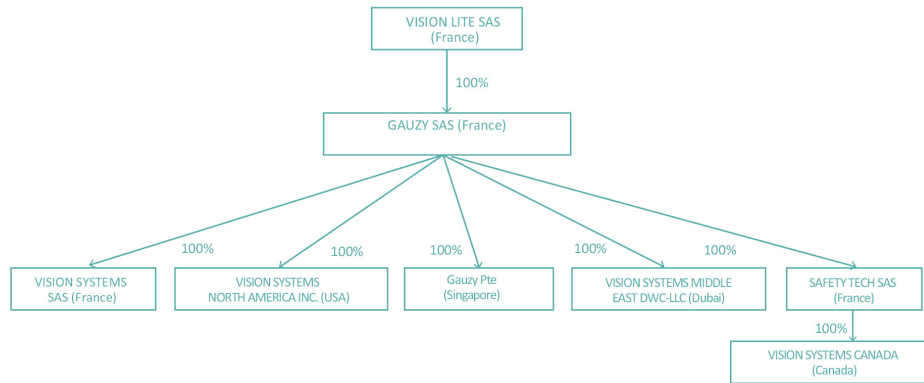 VISION LITE SAS
(France)
100%
GAUZY SAS (France)
100%
100%
100%
100%
100%
VISION SYSTEMS
SAS (France)
VISION SYSTEMS
NORTH AMERICA INC. (USA)
Gauzy Pte
(Singapore)
VISION SYSTEMS MIDDLE
EAST DWC-LLC (Dubai)
SAFETY TECH SAS
(France)
100%
VISION SYSTEMS CANADA
(Canada)